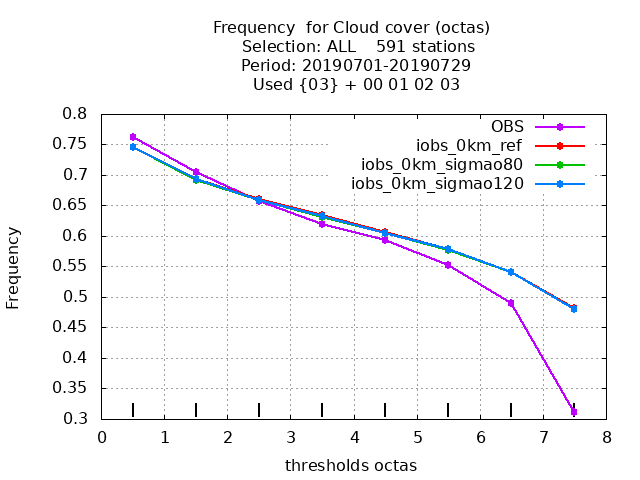 Frequency  for Cloud cover (octas)
Selection: ALL    591 stations
Period: 20190701-20190729
Used {03} + 00 01 02 03
OBS
iobs_0km_ref
iobs_0km_sigmao80
iobs_0km_sigmao120
Frequency
0.8
0.75
0.7
0.65
0.6
0.55
0.5
0.45
0.4
0.35
0.3
0 1 2 3 4 5 6 7 8
thresholds octas